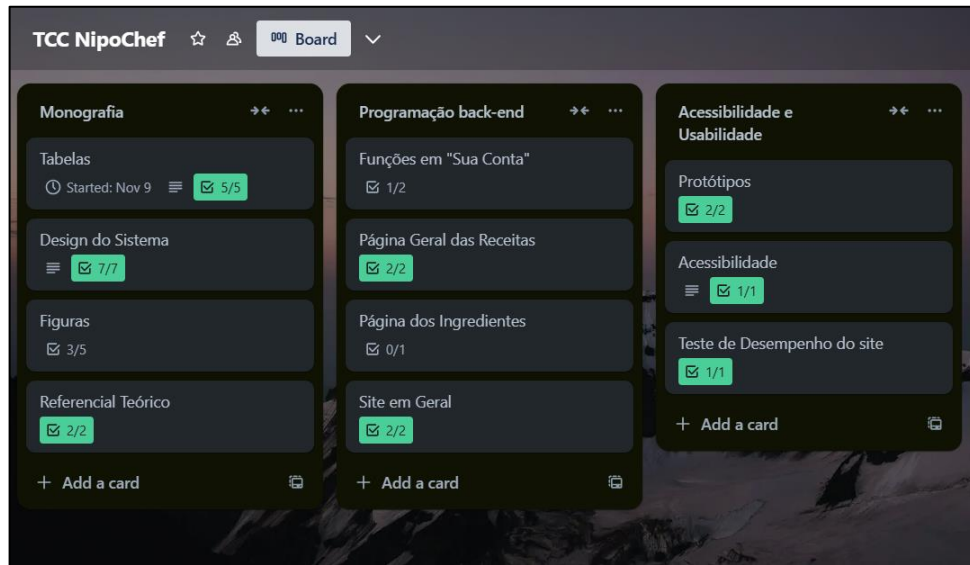 TCC NipoChef Board
Monografia
Tabelas
Started: Nov 9 5/5
Design do Sistema
7/7
Figuras
3/5
Referencial Teórico
2/2
+ Add a card
Programação back-end
Funções em "Sua Conta"
1/2
Página Geral das Receitas
2/2
Página dos Ingredientes
0/1
Site em Geral
2/2
+ Add a card
Acessibilidade e
Usabilidade
Protótipos
2/2
Acessibilidade
1/1
Teste de Desempenho do site
1/1
+ Add a card